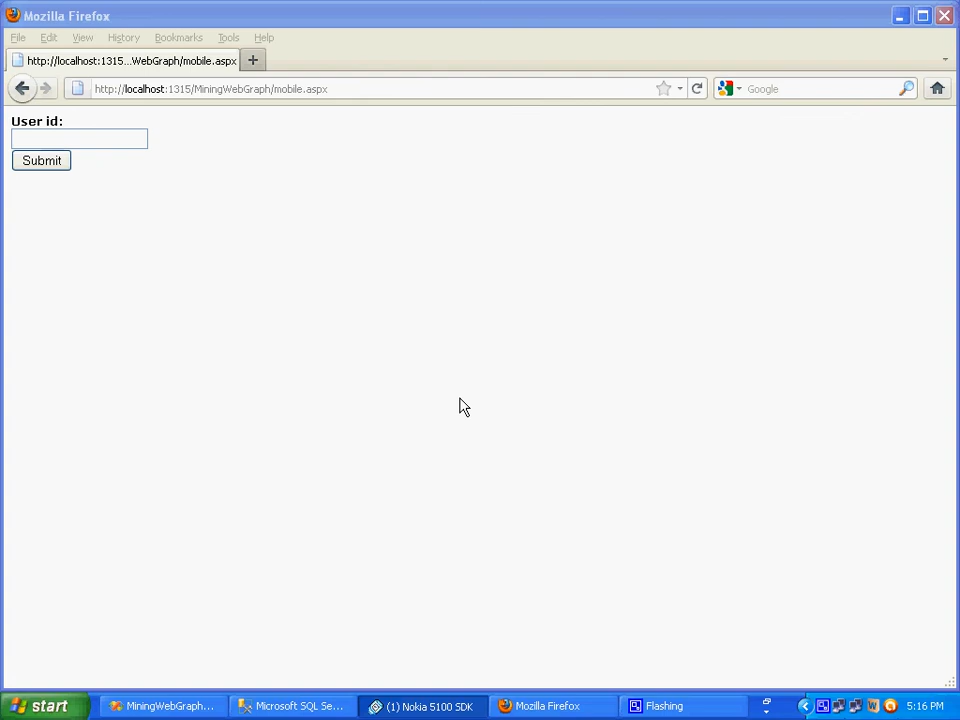 Mozilla Firefox
File Edit View History Bookmarks Tools Help
http://localhost:1315...WebGraph/mobile.aspx
http://localhost:1315/MiningWebGraph/mobile.aspx
Google
User id:
Submit
start
MiningWebGraph...
Microsoft SQL Se...
(1) Nokia 5100 SDK
Mozilla Firefox
Flashing
5:16 PM